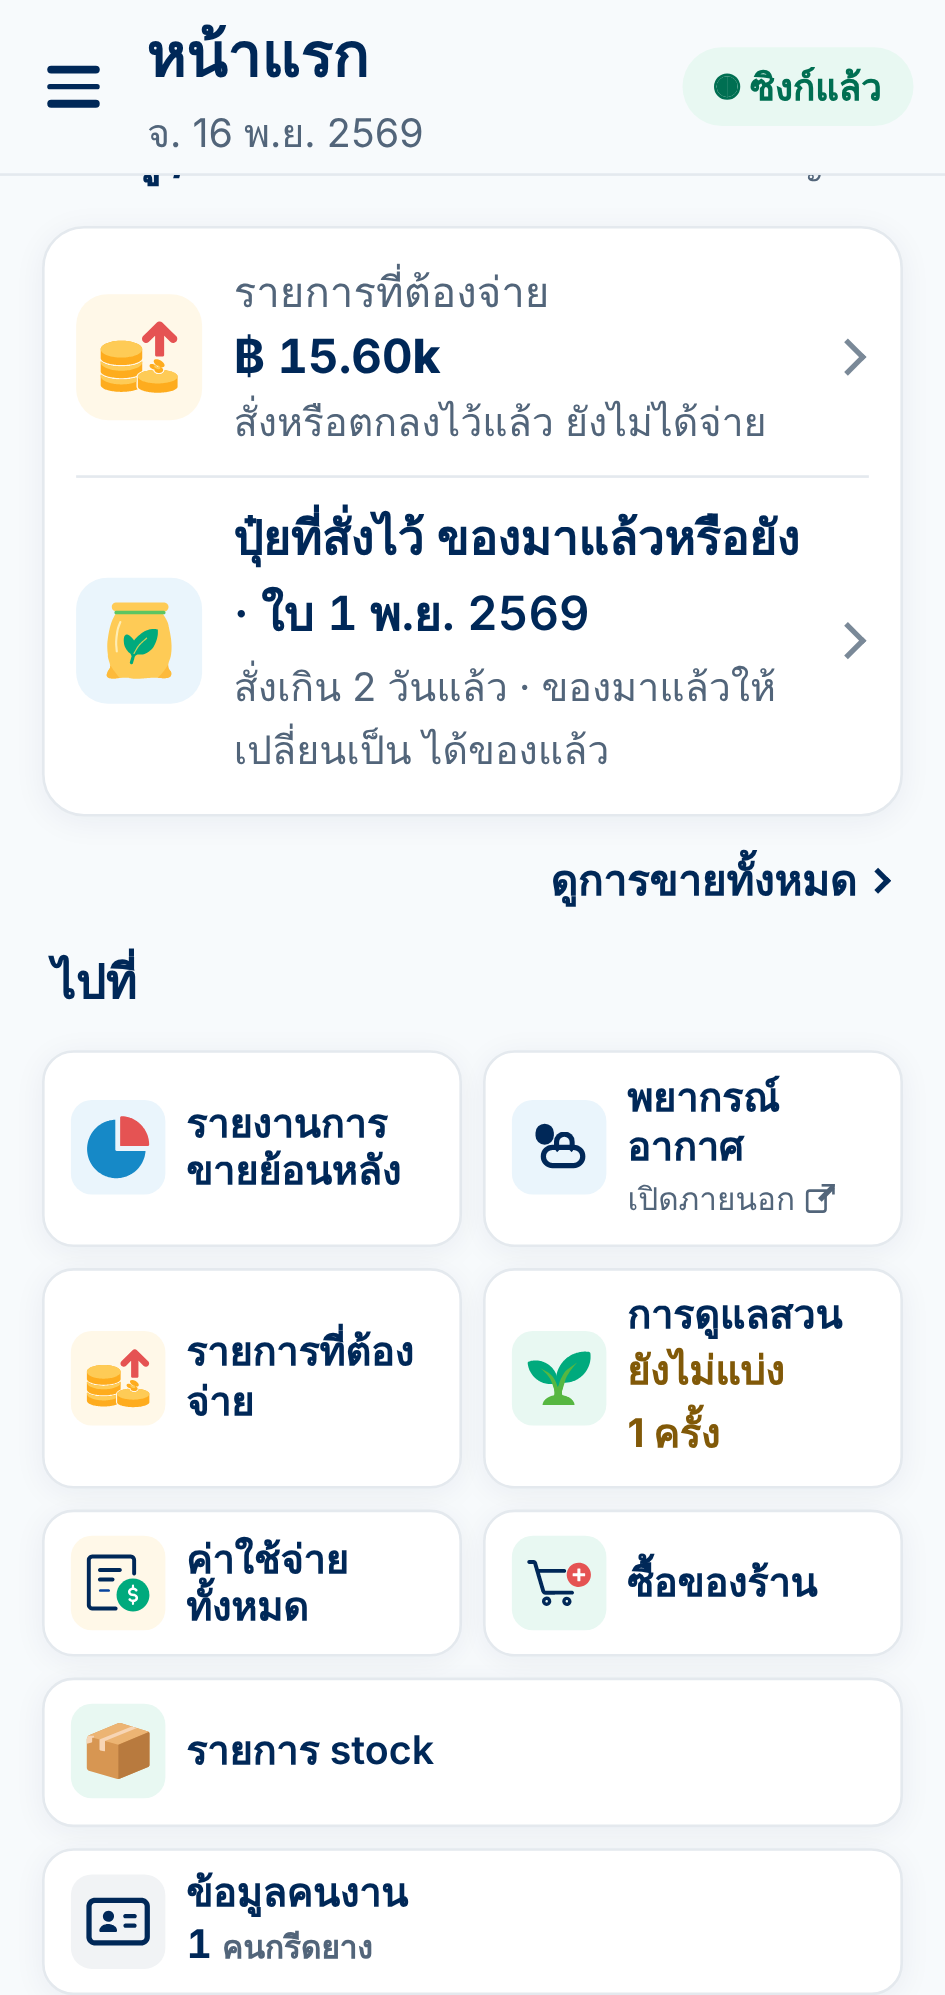 หน้าแรก
จ. 16 พ.ย. 2569
ซิงก์แล้ว
รายการที่ต้องจ่าย
฿ 15.60k
สั่งหรือตกลงไว้แล้ว ยังไม่ได้จ่าย
ปุ๋ยที่สั่งไว้ ของมาแล้วหรือยัง
· ใบ 1 พ.ย. 2569
สั่งเกิน 2 วันแล้ว · ของมาแล้วให้
เปลี่ยนเป็น ได้ของแล้ว
ดูการขายทั้งหมด
ไปที่
รายงานการ
ขายย้อนหลัง
พยากรณ์
อากาศ
เปิดภายนอก
รายการที่ต้อง
จ่าย
การดูแลสวน
ยังไม่แบ่ง
1 ครั้ง
ค่าใช้จ่าย
ทั้งหมด
ซื้อของร้าน
รายการ stock
ข้อมูลคนงาน
1 คนกรีดยาง